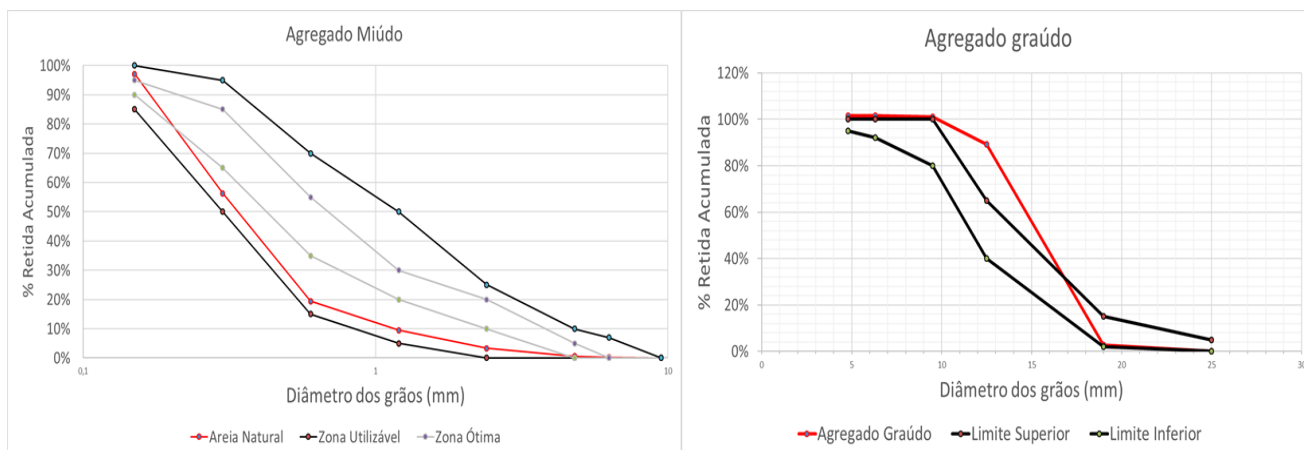 Agregado Miúdo
100%
90%
80%
70%
60%
50%
40%
30%
20%
10%
0%
% Retida Acumulada
0,1
1
10
Diâmetro dos grãos (mm)
Areia Natural
Zona Utilizável
Zona Ótima
Agregado graúdo
120%
100%
80%
60%
40%
20%
0%
% Retida Acumulada
0
5
10
15
20
25
30
Diâmetro dos grãos (mm)
Agregado Graúdo
Limite Superior
Limite Inferior